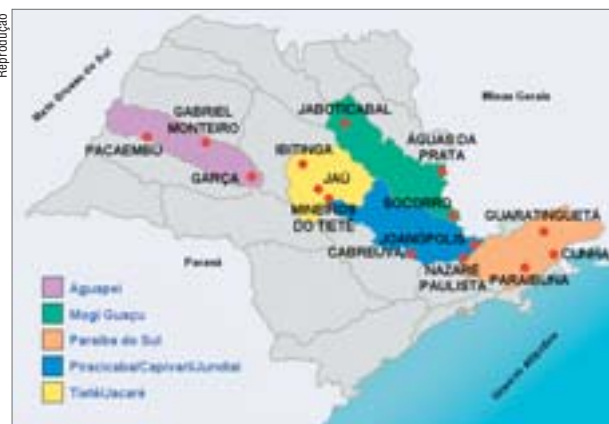 Reprodução
Mato Grosso do Sul
Minas Gerais
JABOTICABAL
GABRIEL
MONTEIRO
ÁGUAS DA
PRATA
IBITINGA
PACAEMBÚ
JAÚ
GARÇA
SOCORRO
MINEIROS
DO TIETÊ
GUARATINGUETÁ
JOANÓPOLIS
CUNHA
CABREÚVA
Paraná
NAZARÉ
PAULISTA
PARAIBUNA
Aguapeí
Mogi Guaçu
Paraíba do Sul
Piracicaba/Capivari/Jundiaí
Tietê/Jacaré
Oceano Atlântico